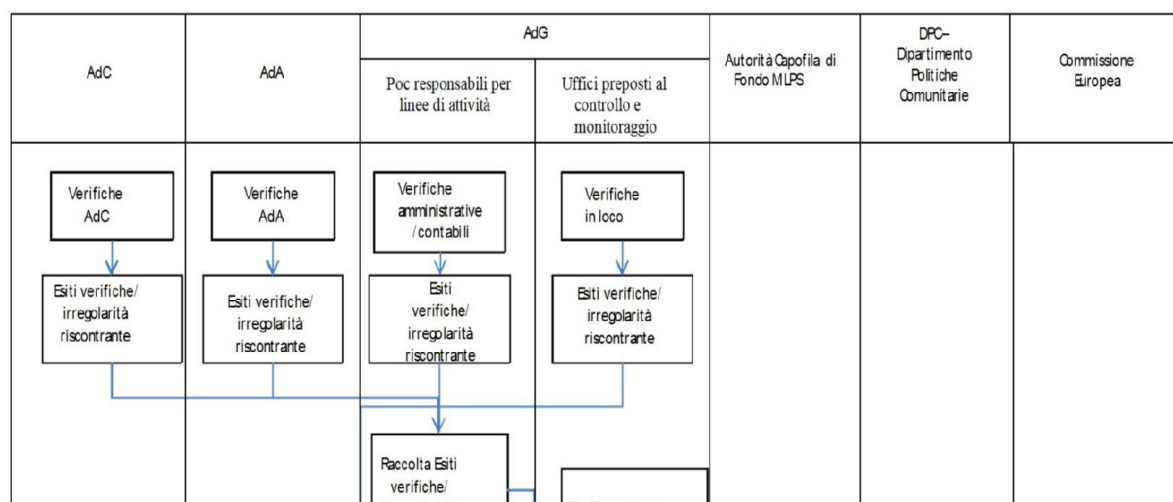 AdC
AdA
AdG
Poc responsabili per
linee di attività
Uffici preposti al
controllo e
monitoraggio
Autorità Capofila di
Fondo MLPS
DPC–
Dipartimento
Politiche
Comunitarie
Commissione
Europea
Verifiche
AdC
Verifiche
AdA
Verifiche
amministrative
/ contabili
Verifiche
in loco
Esiti verifiche/
irregolarità
riscontrante
Esiti verifiche/
irregolarità
riscontrante
Esiti
verifiche/
irregolarità
riscontrante
Esiti verifiche/
irregolarità
riscontrante
Raccolta Esiti
verifiche/